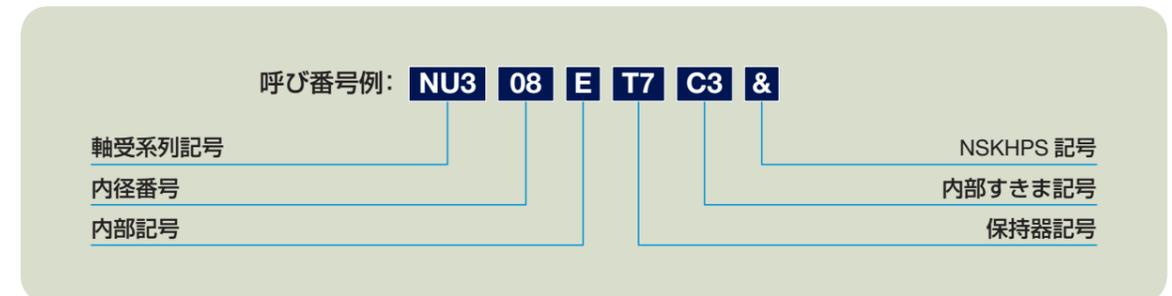 呼び番号例： NU3 08 E T7 C3 &
軸受系列記号
内径番号
内部記号
NSKHPS 記号
内部すきま記号
保持器記号